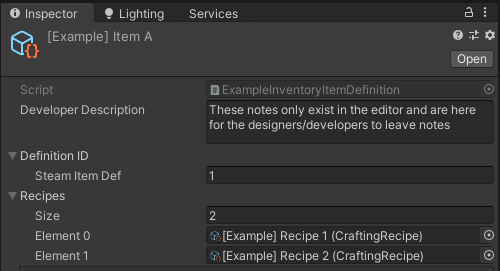 Inspector Lighting Services
[Example] Item A
Open
Script ExampleInventoryItemDefinition
Developer Description These notes only exist in the editor and are here
for the designers/developers to leave notes
Definition ID
Steam Item Def 1
Recipes
Size 2
Element 0 [Example] Recipe 1 (CraftingRecipe)
Element 1 [Example] Recipe 2 (CraftingRecipe)